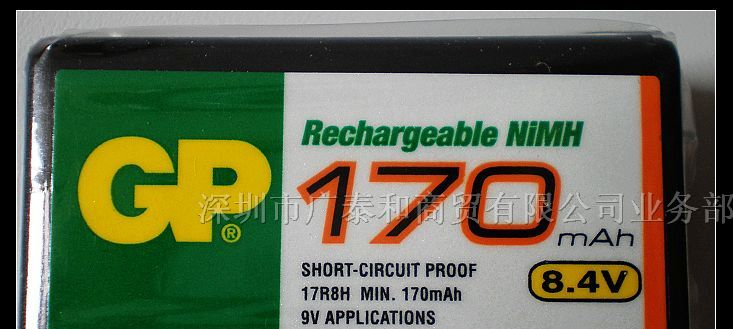 GP®
Rechargeable NiMH
170 mAh
深圳市广泰和商贸有限公司业务部
SHORT-CIRCUIT PROOF
17R8H MIN. 170mAh
9V APPLICATIONS
8.4V